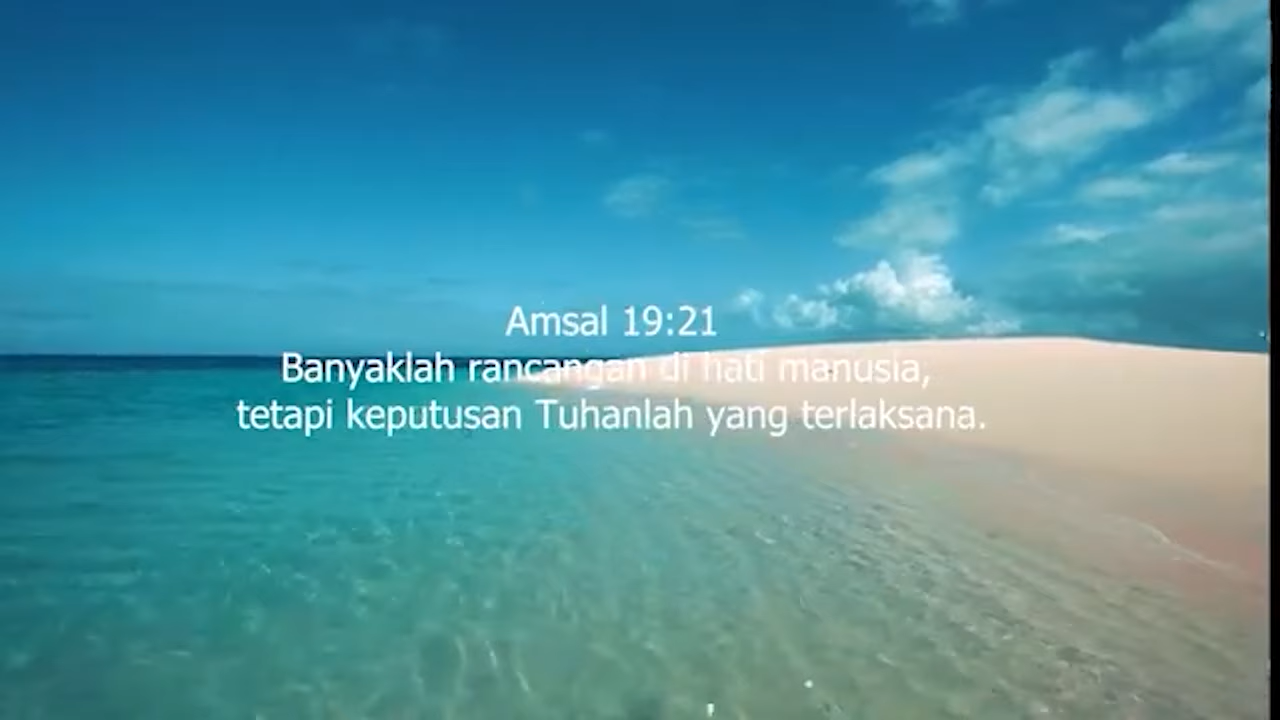 Amsal 19:21
Banyaklah rancangan di hati manusia,
tetapi keputusan Tuhanlah yang terlaksana.